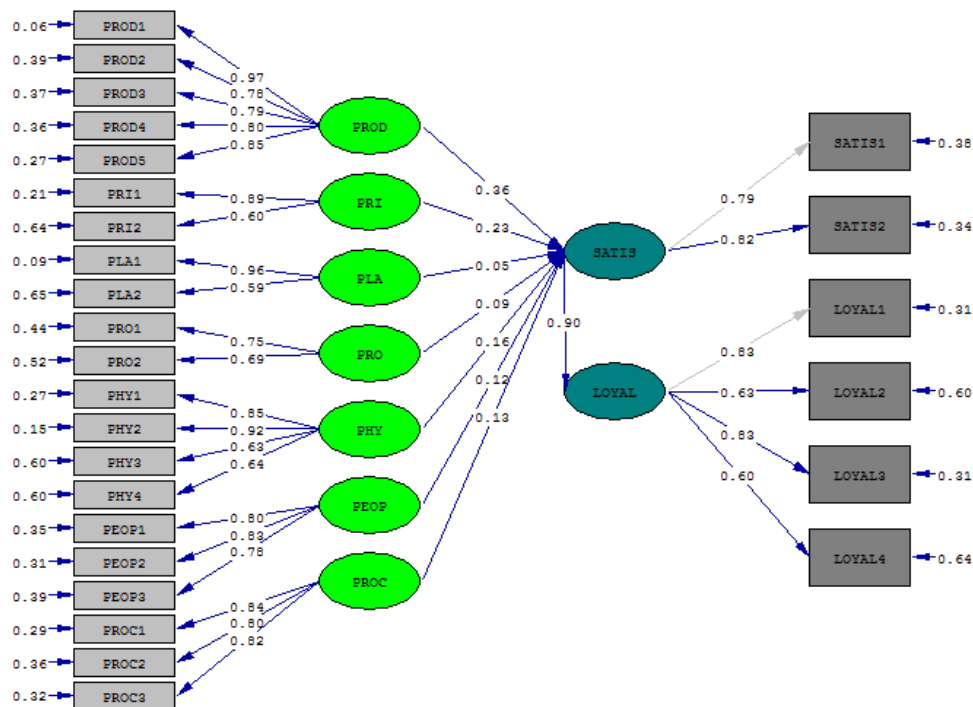 0.06 PROD1
0.39 PROD2
0.37 PROD3
0.36 PROD4
0.27 PROD5
0.21 PRI1
0.64 PRI2
0.09 PLA1
0.65 PLA2
0.44 PRO1
0.52 PRO2
0.27 PHY1
0.15 PHY2
0.60 PHY3
0.60 PHY4
0.35 PEOP1
0.31 PEOP2
0.39 PEOP3
0.29 PROC1
0.36 PROC2
0.32 PROC3
0.97
0.78
0.79
0.80
0.85
0.89
0.60
0.96
0.59
0.75
0.69
0.85
0.92
0.63
0.64
0.80
0.83
0.78
0.84
0.80
0.82
PROD
PRI
PLA
PRO
PHY
PEOP
PROC
0.36
0.23
0.05
0.09
0.16
0.12
0.13
SATIS
0.90
LOYAL
0.79
0.82
0.83
0.63
0.83
0.60
SATIS1 0.38
SATIS2 0.34
LOYAL1 0.31
LOYAL2 0.60
LOYAL3 0.31
LOYAL4 0.64